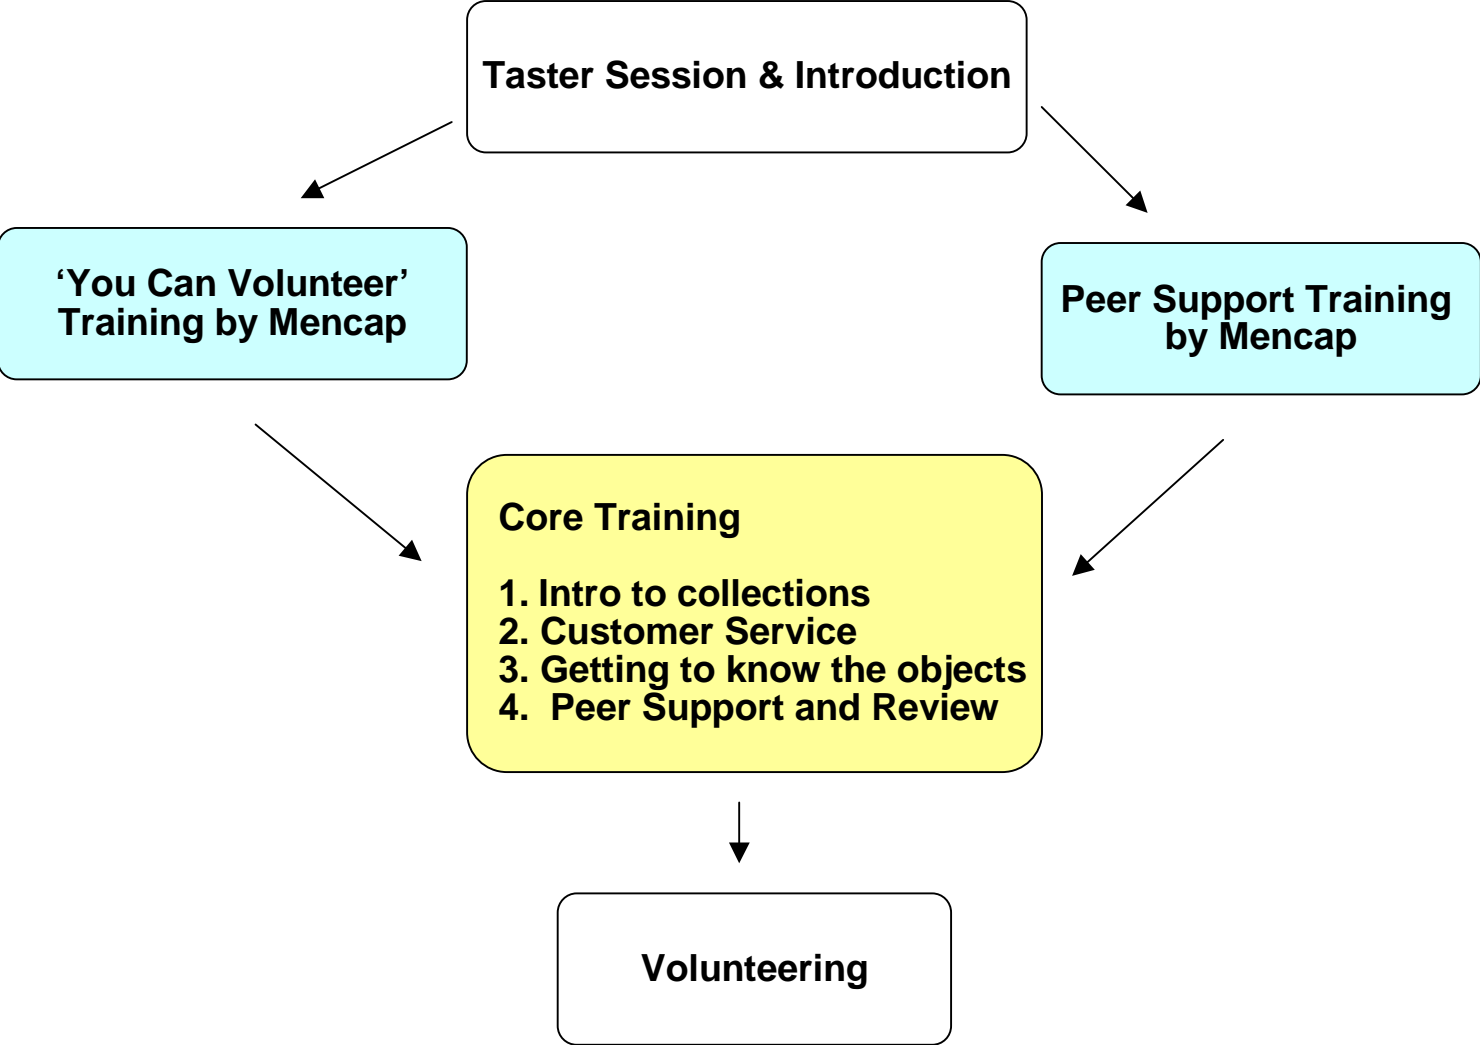 Taster Session & Introduction
‘You Can Volunteer’
Training by Mencap
Peer Support Training
by Mencap
Core Training
1. Intro to collections
2. Customer Service
3. Getting to know the objects
4.  Peer Support and Review
Volunteering